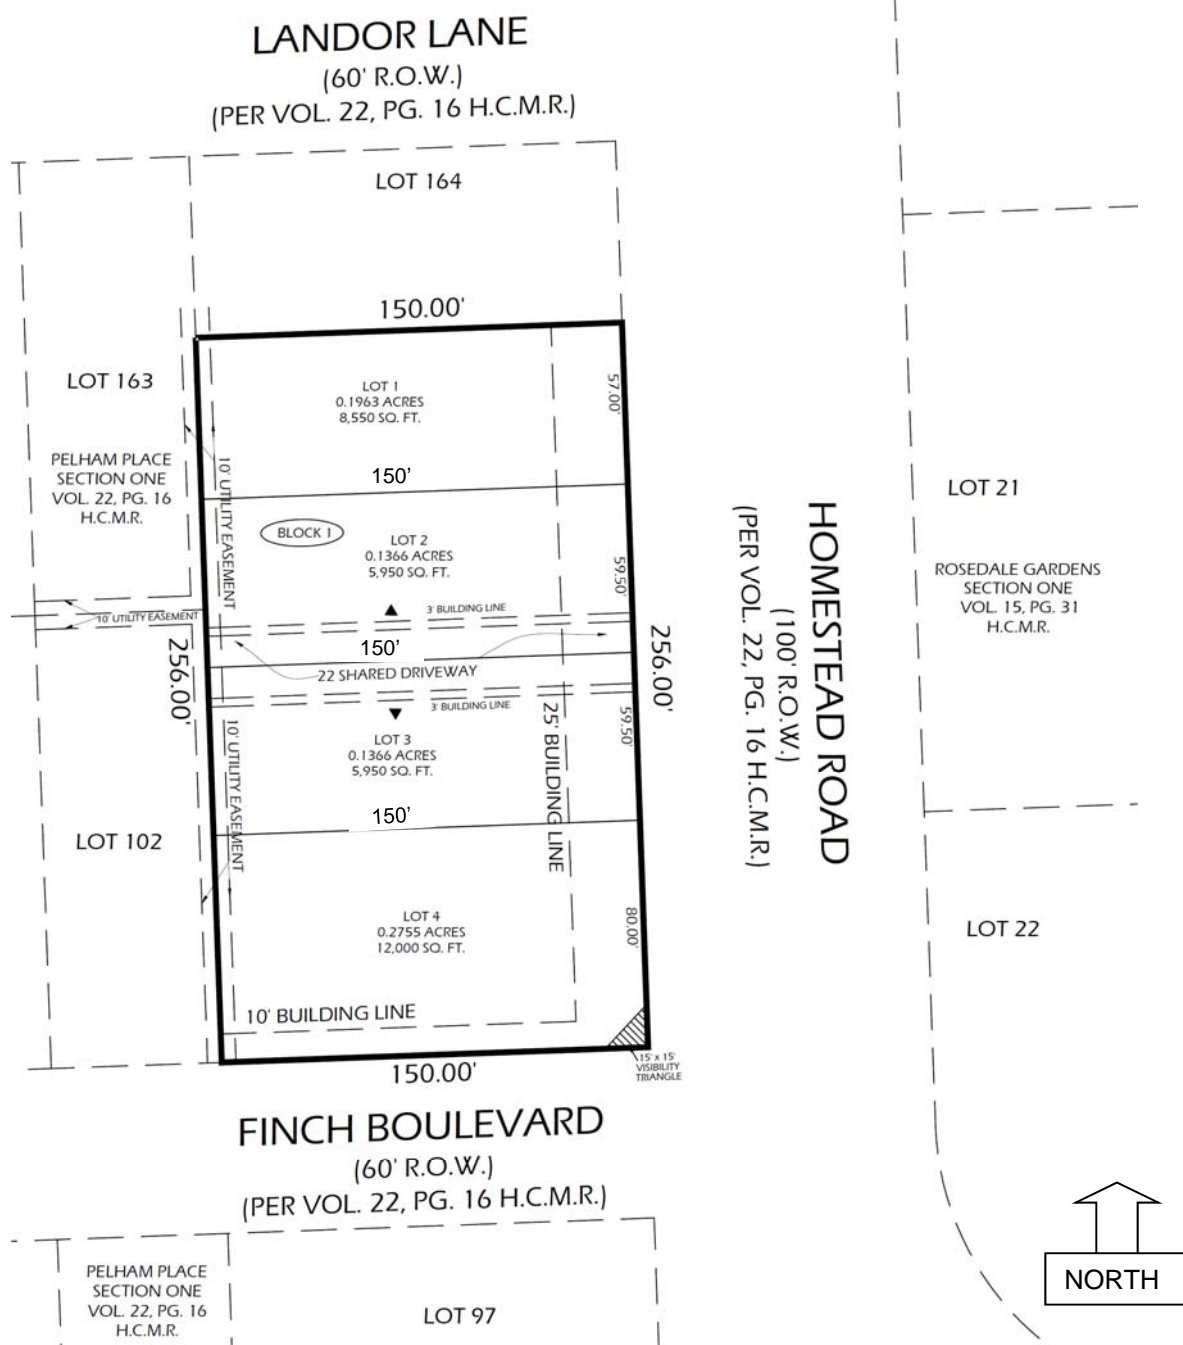 LANDOR LANE
(60' R.O.W.)
(PER VOL. 22, PG. 16 H.C.M.R.)
LOT 164
150.00'
LOT 163
PELHAM PLACE
SECTION ONE
VOL. 22, PG. 16
H.C.M.R.
LOT 1
0.1963 ACRES
8,550 SQ. FT.
57.00'
150'
10' UTILITY EASEMENT
BLOCK 1
LOT 2
0.1366 ACRES
5,950 SQ. FT.
59.50'
3' BUILDING LINE
10' UTILITY EASEMENT
150'
22 SHARED DRIVEWAY
256.00'
256.00'
3' BUILDING LINE
LOT 3
0.1366 ACRES
5,950 SQ. FT.
59.50'
10' UTILITY EASEMENT
25' BUILDING LINE
150'
LOT 102
LOT 4
0.2755 ACRES
12,000 SQ. FT.
80.00'
10' BUILDING LINE
15' x 15'
VISIBILITY
TRIANGLE
150.00'
HOMESTEAD ROAD
(100' R.O.W.)
(PER VOL. 22, PG. 16 H.C.M.R.)
LOT 21
ROSEDALE GARDENS
SECTION ONE
VOL. 15, PG. 31
H.C.M.R.
LOT 22
FINCH BOULEVARD
(60' R.O.W.)
(PER VOL. 22, PG. 16 H.C.M.R.)
PELHAM PLACE
SECTION ONE
VOL. 22, PG. 16
H.C.M.R.
LOT 97
NORTH